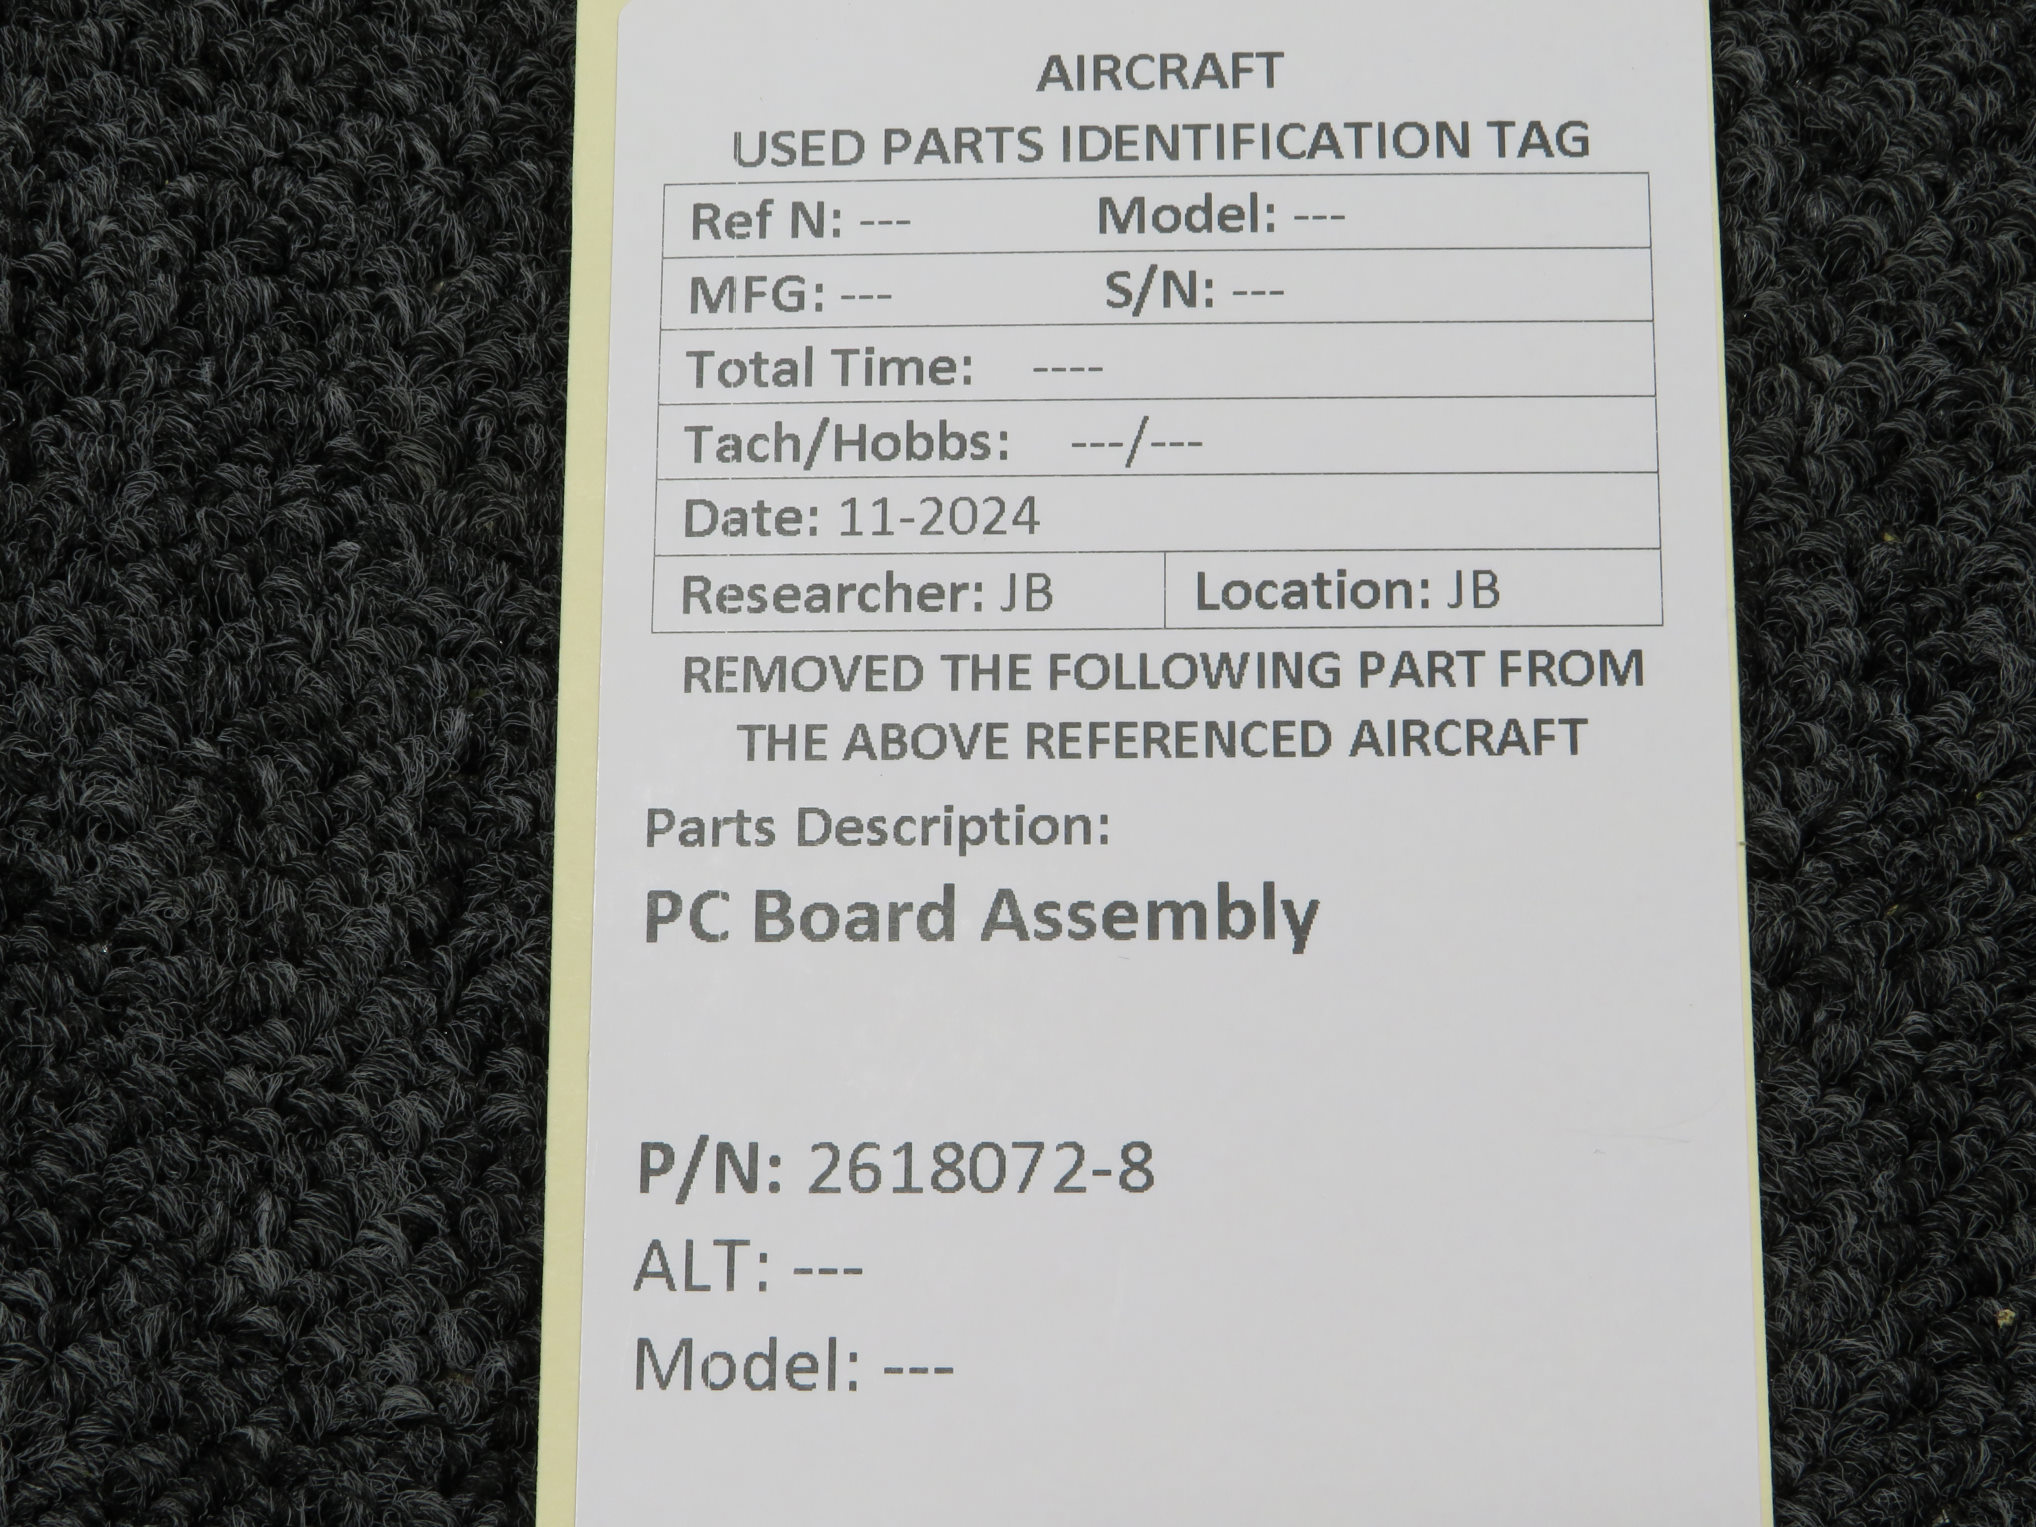 AIRCRAFT
USED PARTS IDENTIFICATION TAG
Ref N: --- Model: ---
MFG: --- S/N: ---
Total Time: ----
Tach/Hobbs: ---/---
Date: 11-2024
Researcher: JB Location: JB
REMOVED THE FOLLOWING PART FROM
THE ABOVE REFERENCED AIRCRAFT
Parts Description:
PC Board Assembly
P/N: 2618072-8
ALT: ---
Model: ---